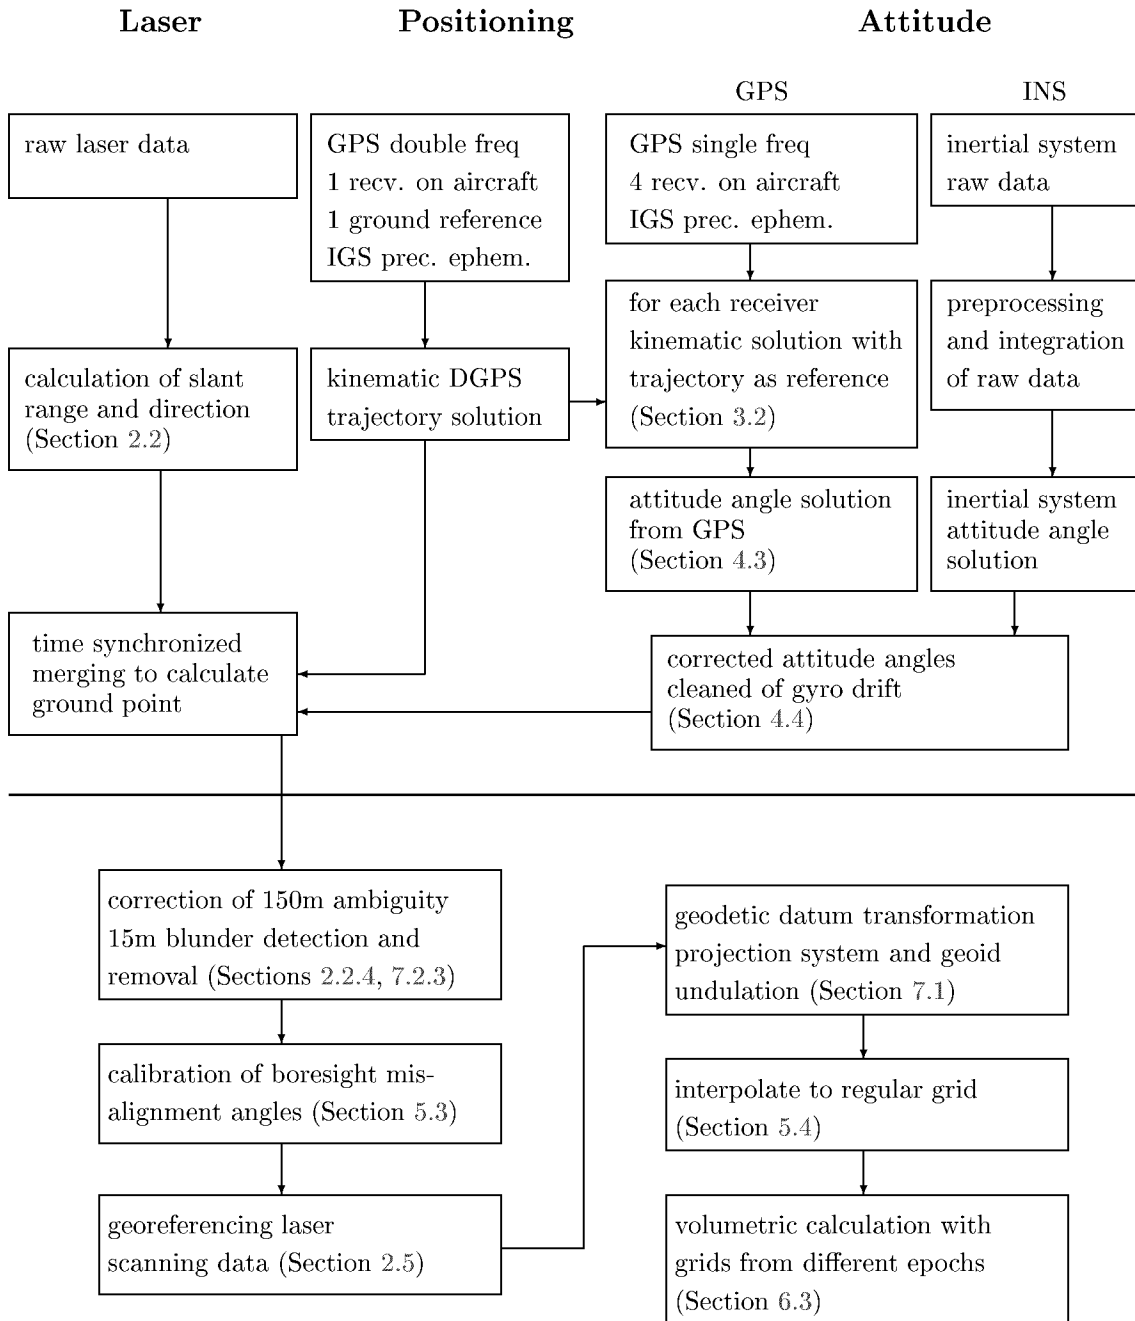 Laser
Positioning
Attitude
GPS
INS
raw laser data
GPS double freq
1 recv. on aircraft
1 ground reference
IGS prec. ephem.
GPS single freq
4 recv. on aircraft
IGS prec. ephem.
inertial system
raw data
calculation of slant
range and direction
(Section 2.2)
kinematic DGPS
trajectory solution
for each receiver
kinematic solution with
trajectory as reference
(Section 3.2)
preprocessing
and integration
of raw data
attitude angle solution
from GPS
(Section 4.3)
inertial system
attitude angle
solution
time synchronized
merging to calculate
ground point
corrected attitude angles
cleaned of gyro drift
(Section 4.4)
correction of 150m ambiguity
15m blunder detection and
removal (Sections 2.2.4, 7.2.3)
calibration of boresight mis-
alignment angles (Section 5.3)
georeferencing laser
scanning data (Section 2.5)
geodetic datum transformation
projection system and geoid
undulation (Section 7.1)
interpolate to regular grid
(Section 5.4)
volumetric calculation with
grids from different epochs
(Section 6.3)